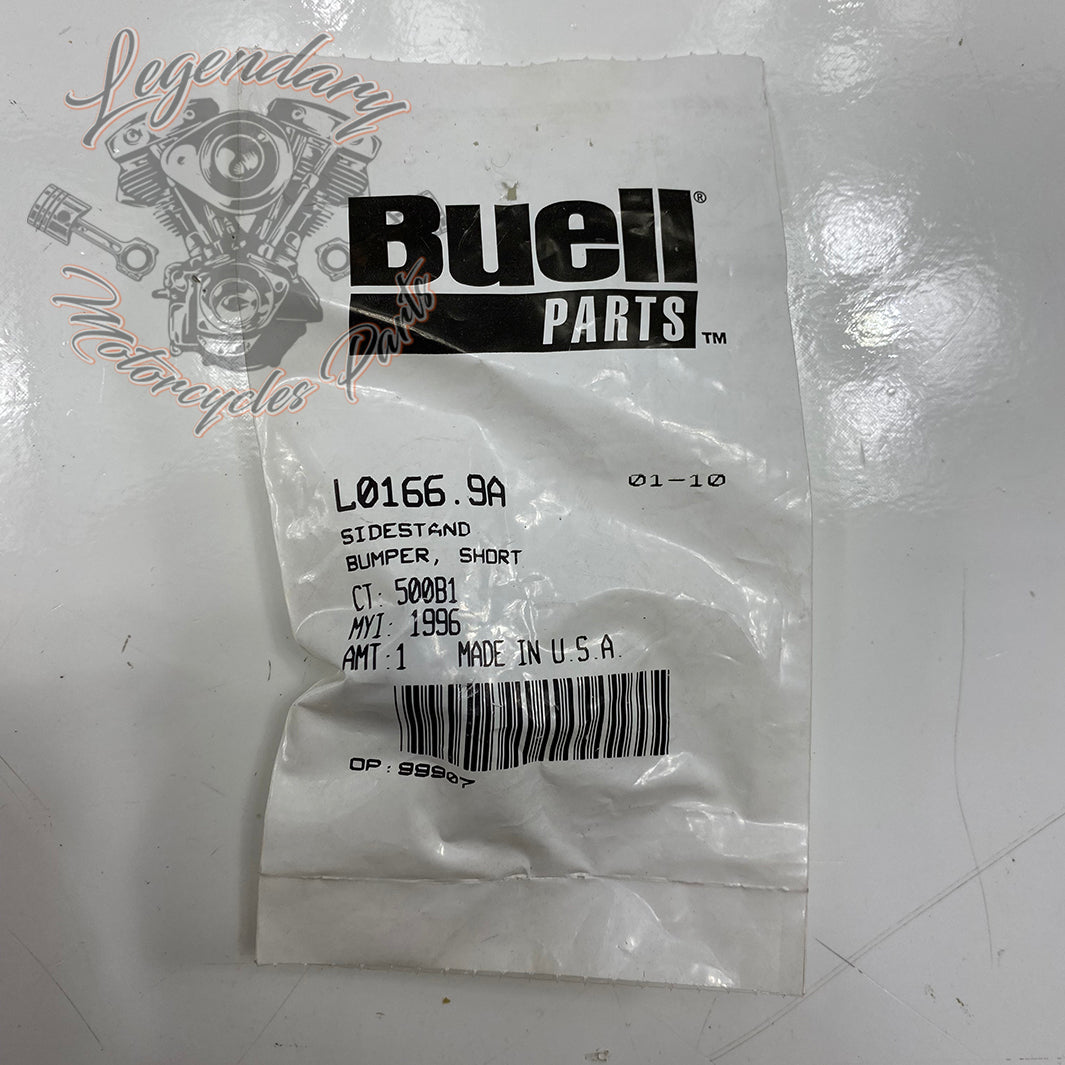 Legendary
Motorcycles Parts
Buell®
PARTS™
L0166.9A
01-10
SIDESTAND
BUMPER, SHORT
CT: 500B1
MYI: 1996
AMT: 1 MADE IN U.S.A.
OP: 99907